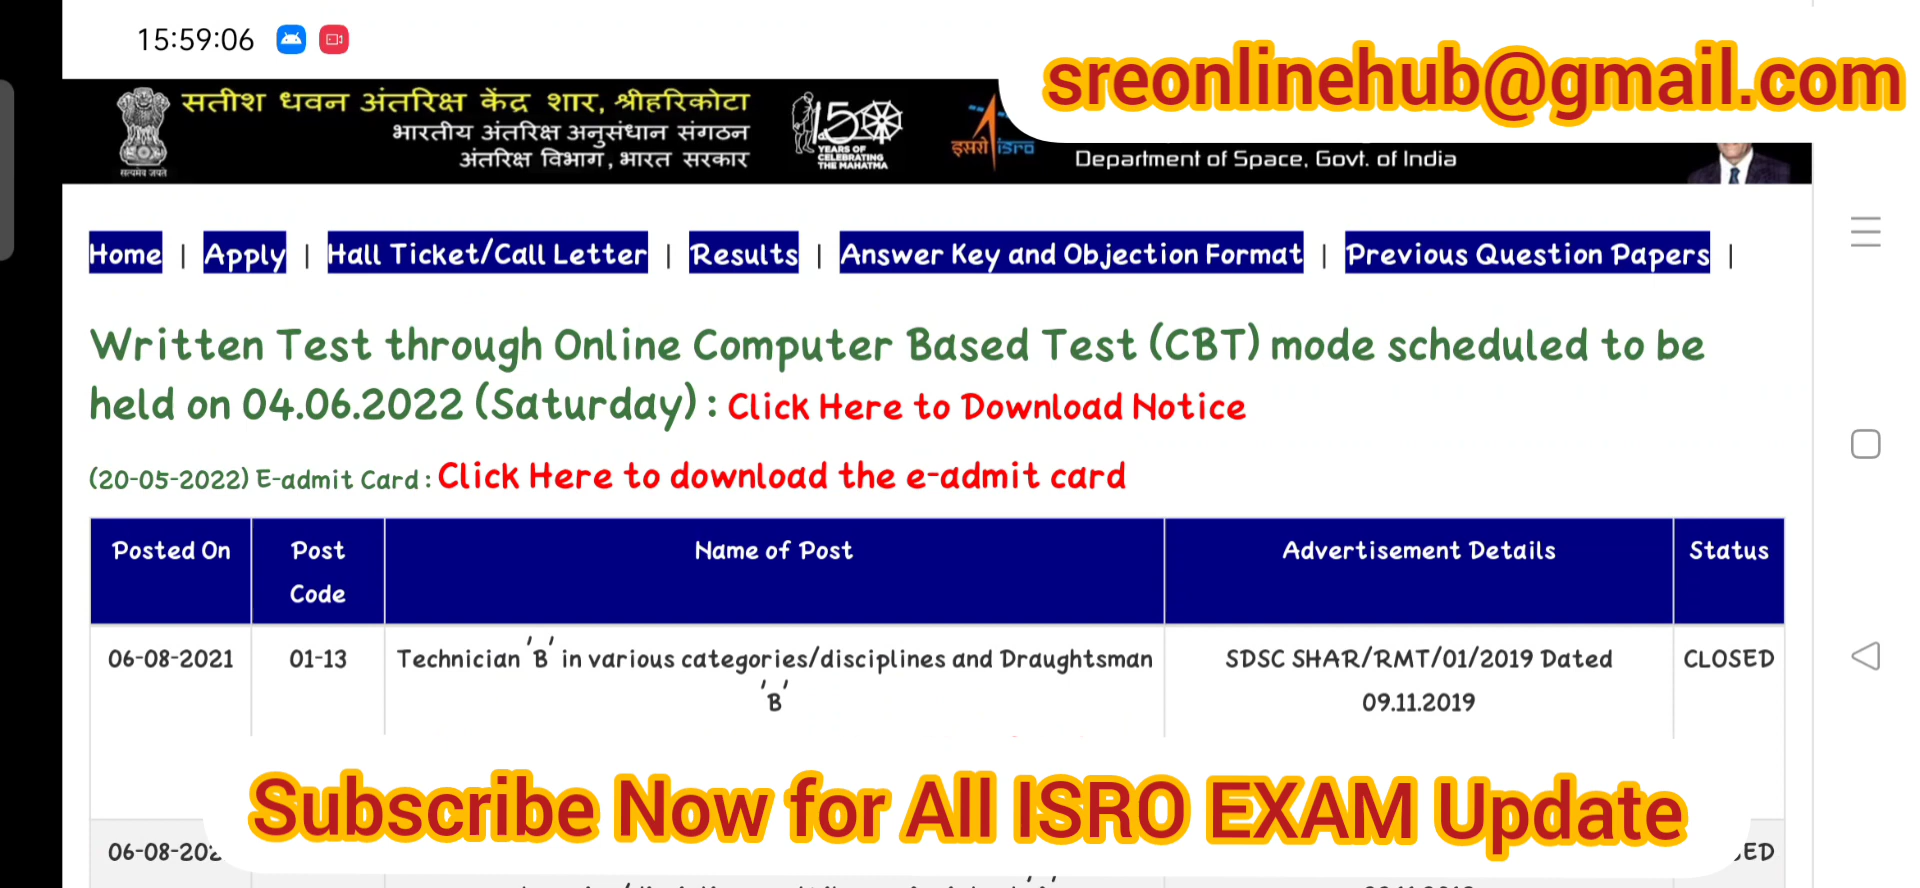 15:59:06
sreonlinehub@gmail.com
सतीश धवन अंतरिक्ष केंद्र शार, श्रीहरिकोटा
भारतीय अंतरिक्ष अनुसंधान संगठन
अंतरिक्ष विभाग, भारत सरकार
सत्यमेव जयते
150
YEARS OF
CELEBRATING
THE MAHATMA
इसरो isro
Department of Space, Govt. of India
Home | Apply | Hall Ticket/Call Letter | Results | Answer Key and Objection Format | Previous Question Papers |
Written Test through Online Computer Based Test (CBT) mode scheduled to be
held on 04.06.2022 (Saturday) : Click Here to Download Notice
(20-05-2022) E-admit Card : Click Here to download the e-admit card
Posted On Post Name of Post Advertisement Details Status
Code
06-08-2021 01-13 Technician 'B' in various categories/disciplines and Draughtsman SDSC SHAR/RMT/01/2019 Dated CLOSED
'B' 09.11.2019
Subscribe Now for All ISRO EXAM Update
06-08-202